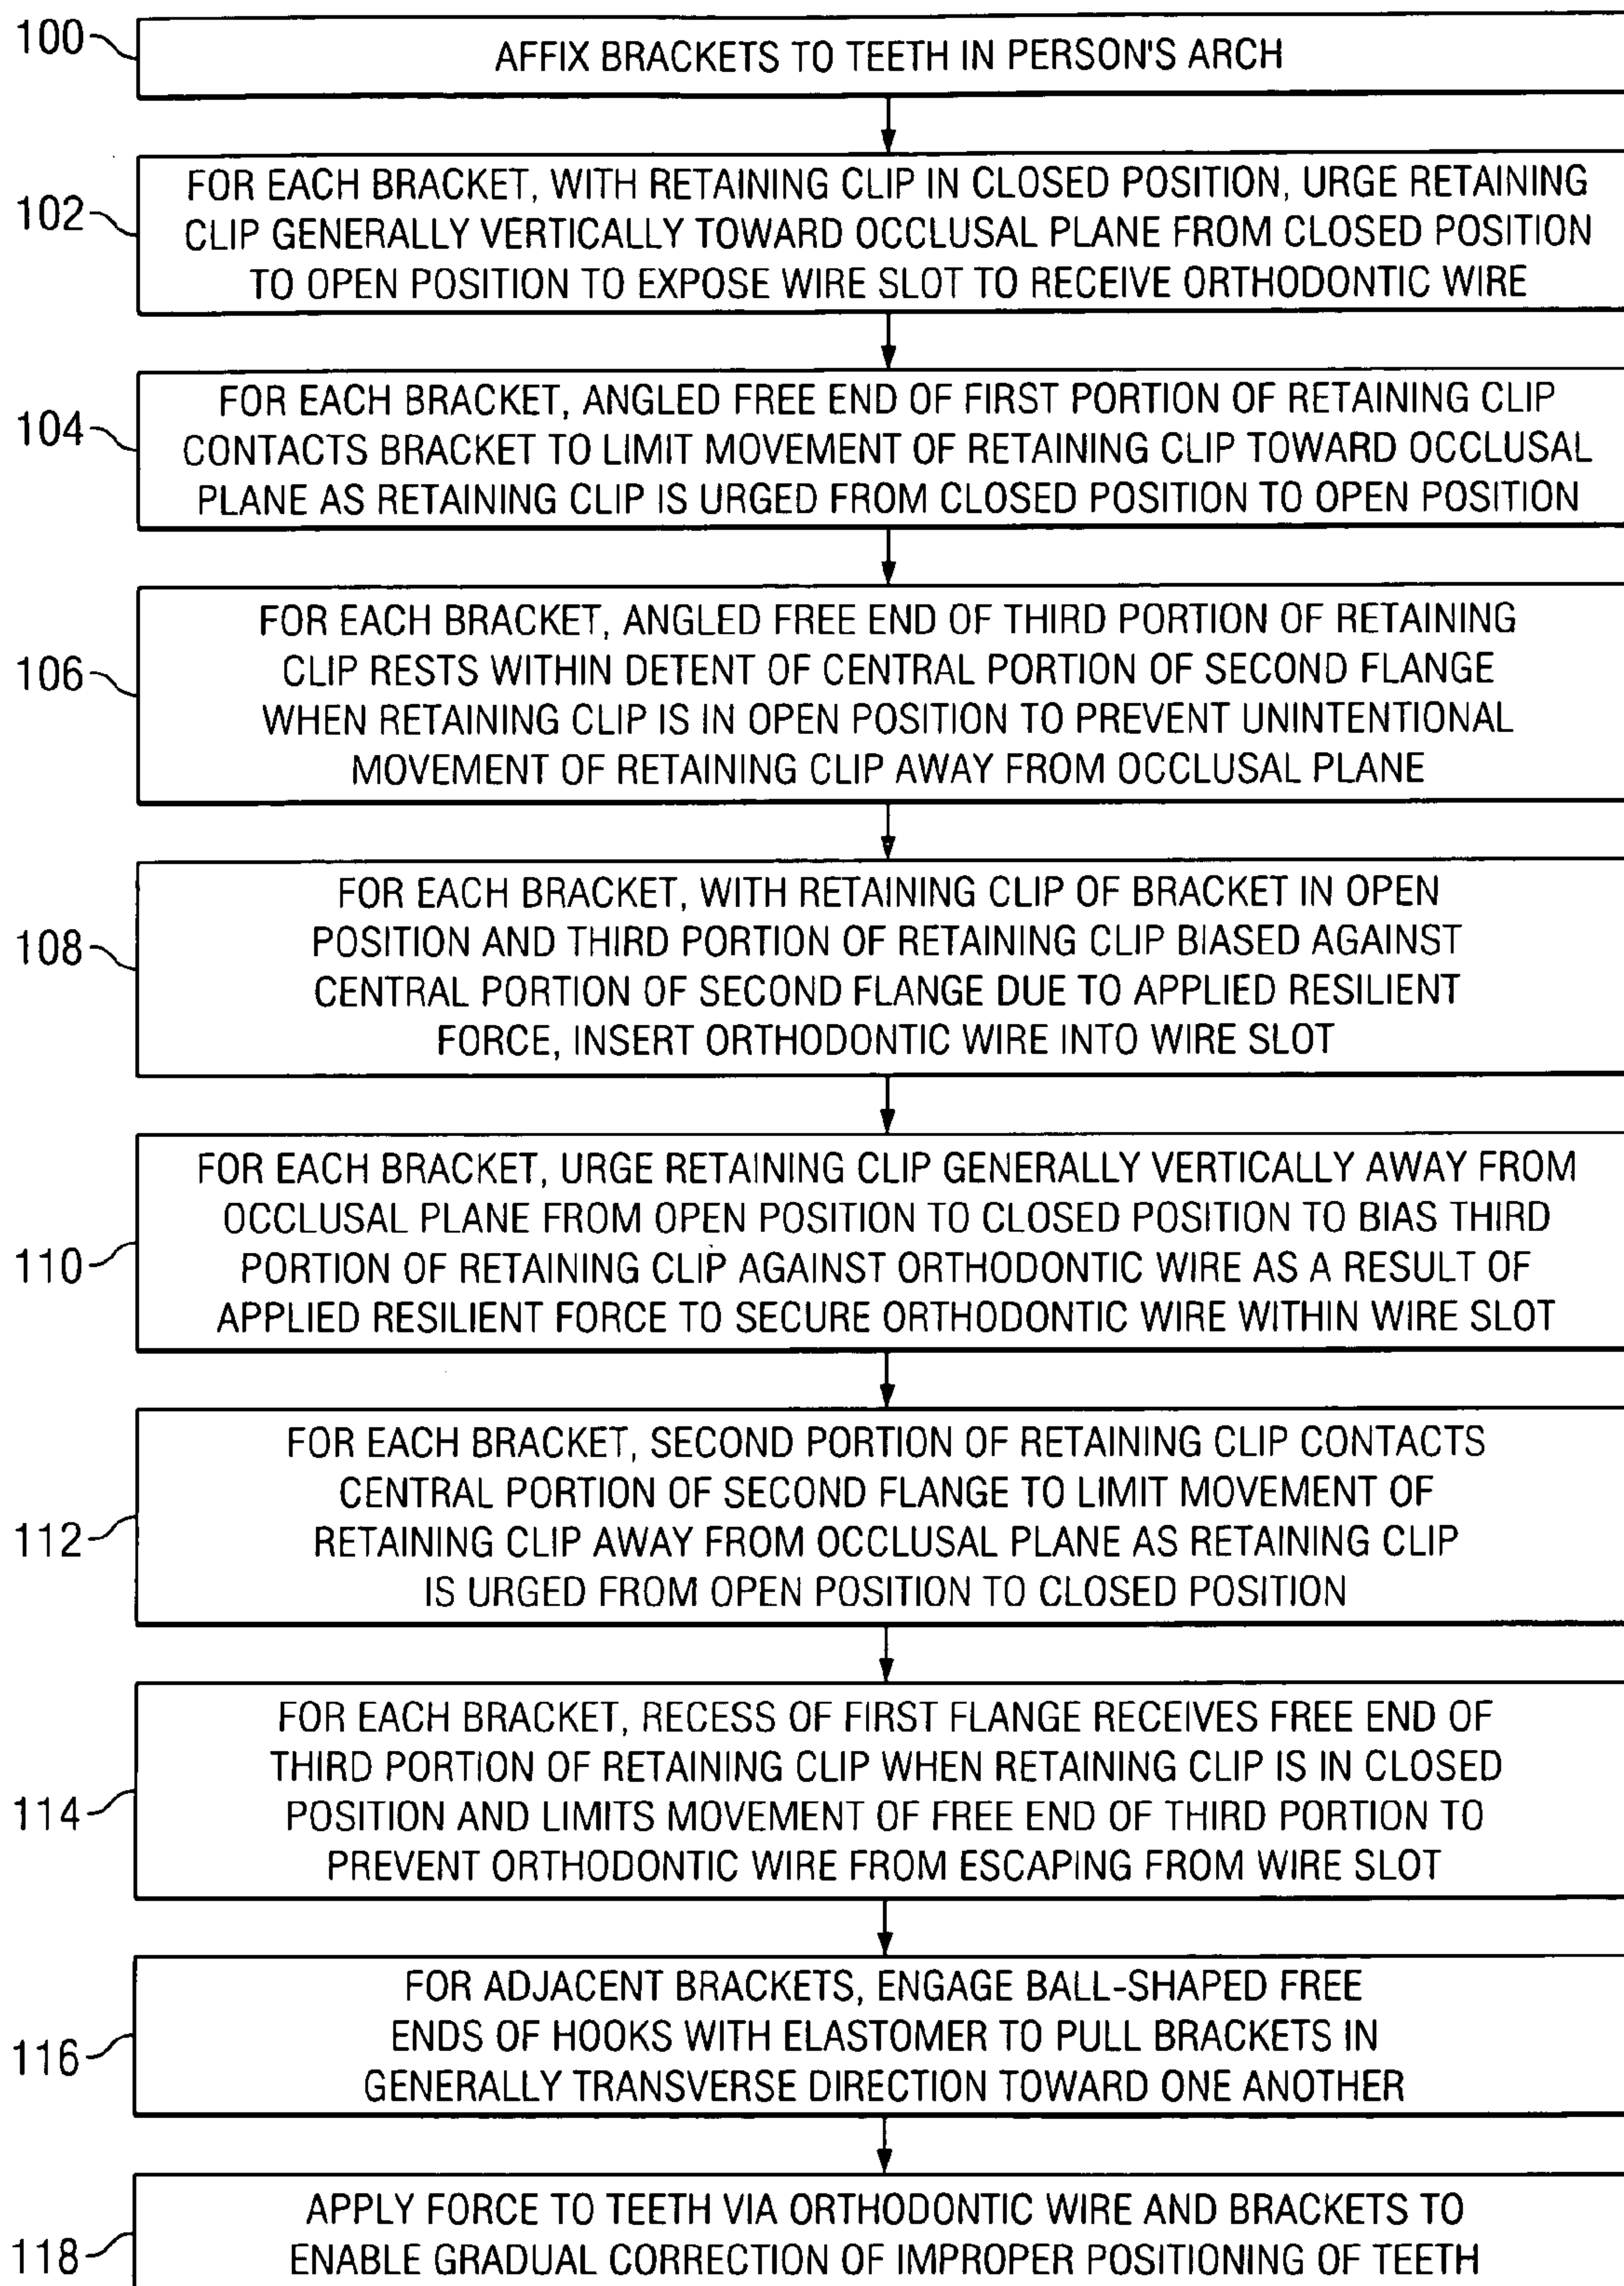 100
AFFIX BRACKETS TO TEETH IN PERSON'S ARCH
102
FOR EACH BRACKET, WITH RETAINING CLIP IN CLOSED POSITION, URGE RETAINING
CLIP GENERALLY VERTICALLY TOWARD OCCLUSAL PLANE FROM CLOSED POSITION
TO OPEN POSITION TO EXPOSE WIRE SLOT TO RECEIVE ORTHODONTIC WIRE
104
FOR EACH BRACKET, ANGLED FREE END OF FIRST PORTION OF RETAINING CLIP
CONTACTS BRACKET TO LIMIT MOVEMENT OF RETAINING CLIP TOWARD OCCLUSAL
PLANE AS RETAINING CLIP IS URGED FROM CLOSED POSITION TO OPEN POSITION
106
FOR EACH BRACKET, ANGLED FREE END OF THIRD PORTION OF RETAINING
CLIP RESTS WITHIN DETENT OF CENTRAL PORTION OF SECOND FLANGE
WHEN RETAINING CLIP IS IN OPEN POSITION TO PREVENT UNINTENTIONAL
MOVEMENT OF RETAINING CLIP AWAY FROM OCCLUSAL PLANE
108
FOR EACH BRACKET, WITH RETAINING CLIP OF BRACKET IN OPEN
POSITION AND THIRD PORTION OF RETAINING CLIP BIASED AGAINST
CENTRAL PORTION OF SECOND FLANGE DUE TO APPLIED RESILIENT
FORCE, INSERT ORTHODONTIC WIRE INTO WIRE SLOT
110
FOR EACH BRACKET, URGE RETAINING CLIP GENERALLY VERTICALLY AWAY FROM
OCCLUSAL PLANE FROM OPEN POSITION TO CLOSED POSITION TO BIAS THIRD
PORTION OF RETAINING CLIP AGAINST ORTHODONTIC WIRE AS A RESULT OF
APPLIED RESILIENT FORCE TO SECURE ORTHODONTIC WIRE WITHIN WIRE SLOT
112
FOR EACH BRACKET, SECOND PORTION OF RETAINING CLIP CONTACTS
CENTRAL PORTION OF SECOND FLANGE TO LIMIT MOVEMENT OF
RETAINING CLIP AWAY FROM OCCLUSAL PLANE AS RETAINING CLIP
IS URGED FROM OPEN POSITION TO CLOSED POSITION
114
FOR EACH BRACKET, RECESS OF FIRST FLANGE RECEIVES FREE END OF
THIRD PORTION OF RETAINING CLIP WHEN RETAINING CLIP IS IN CLOSED
POSITION AND LIMITS MOVEMENT OF FREE END OF THIRD PORTION TO
PREVENT ORTHODONTIC WIRE FROM ESCAPING FROM WIRE SLOT
116
FOR ADJACENT BRACKETS, ENGAGE BALL-SHAPED FREE
ENDS OF HOOKS WITH ELASTOMER TO PULL BRACKETS IN
GENERALLY TRANSVERSE DIRECTION TOWARD ONE ANOTHER
118
APPLY FORCE TO TEETH VIA ORTHODONTIC WIRE AND BRACKETS TO
ENABLE GRADUAL CORRECTION OF IMPROPER POSITIONING OF TEETH